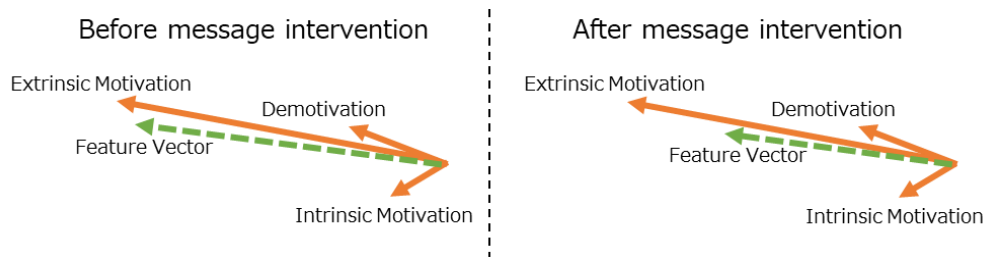 Before message intervention
Extrinsic Motivation
Demotivation
Feature Vector
Intrinsic Motivation
After message intervention
Extrinsic Motivation
Demotivation
Feature Vector
Intrinsic Motivation